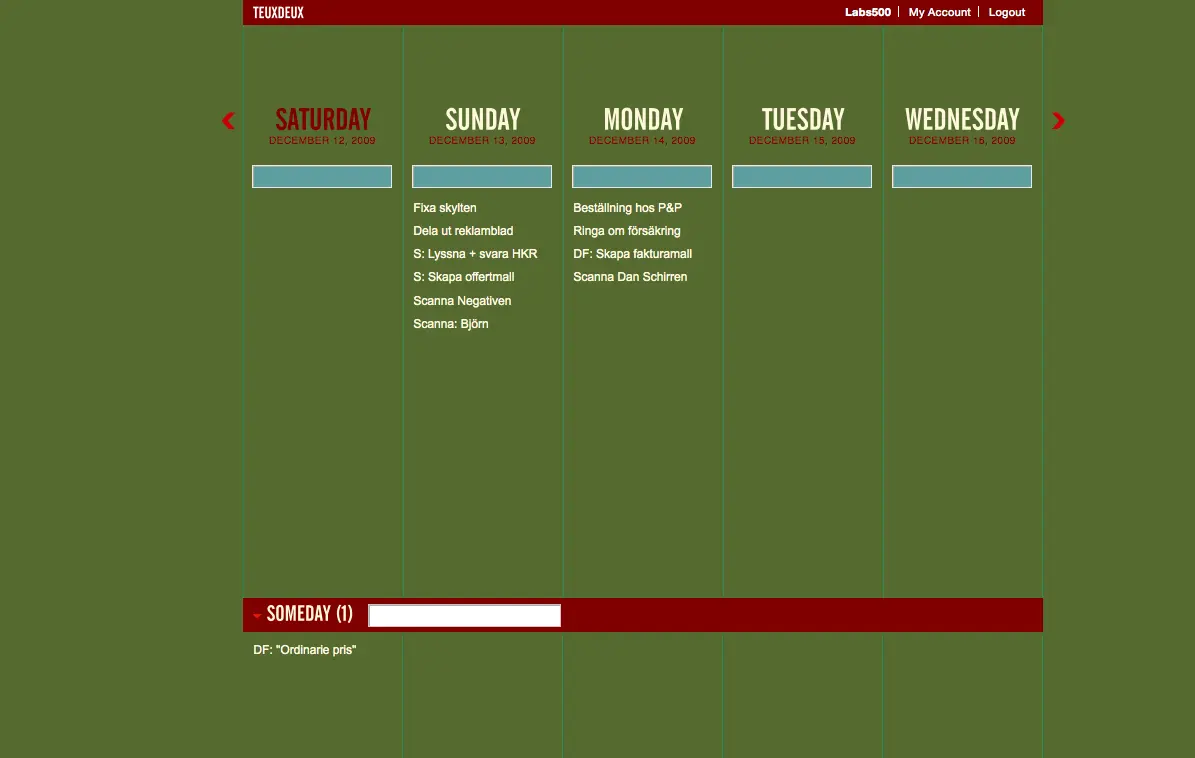 TEUXDEUX
Labs500 My Account Logout
SATURDAY
DECEMBER 12, 2009
SUNDAY
DECEMBER 13, 2009
Fixa skylten
Dela ut reklamblad
S: Lyssna + svara HKR
S: Skapa offertmall
Scanna Negativen
Scanna: Björn
MONDAY
DECEMBER 14, 2009
Beställning hos P&P
Ringa om försäkring
DF: Skapa fakturamall
Scanna Dan Schirren
TUESDAY
DECEMBER 15, 2009
WEDNESDAY
DECEMBER 16, 2009
SOMEDAY (1)
DF: "Ordinarie pris"